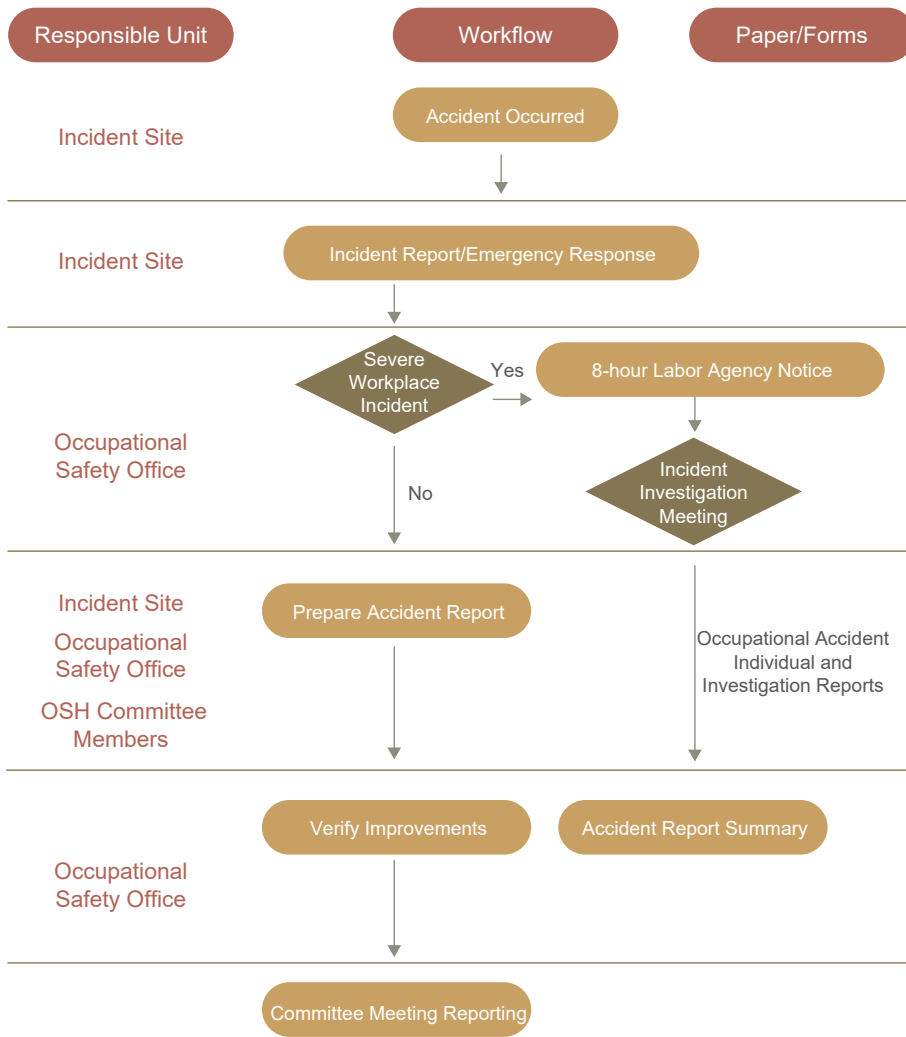 Responsible Unit
Workflow
Paper/Forms
Incident Site
Accident Occurred
Incident Site
Incident Report/Emergency Response
Occupational
Safety Office
Severe
Workplace
Incident
Yes
8-hour Labor Agency Notice
No
Incident
Investigation
Meeting
Incident Site
Occupational
Safety Office
OSH Committee
Members
Prepare Accident Report
Occupational Accident
Individual and
Investigation Reports
Occupational
Safety Office
Verify Improvements
Accident Report Summary
Committee Meeting Reporting